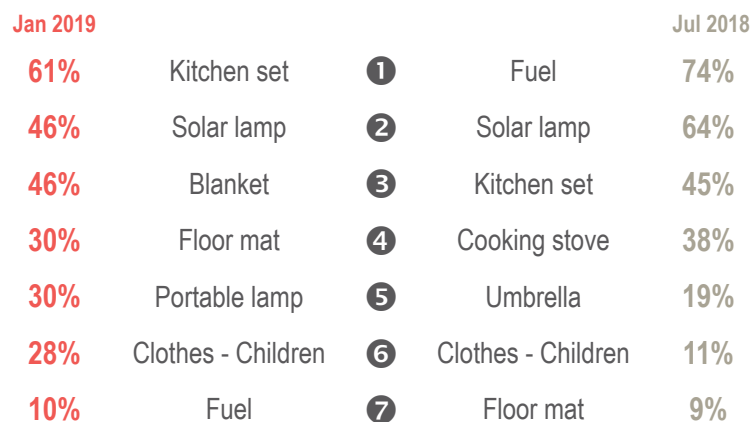 Jan 2019 Jul 2018
61% Kitchen set ❶ Fuel 74%
46% Solar lamp ❷ Solar lamp 64%
46% Blanket ❸ Kitchen set 45%
30% Floor mat ❹ Cooking stove 38%
30% Portable lamp ❺ Umbrella 19%
28% Clothes - Children ❻ Clothes - Children 11%
10% Fuel ❼ Floor mat 9%